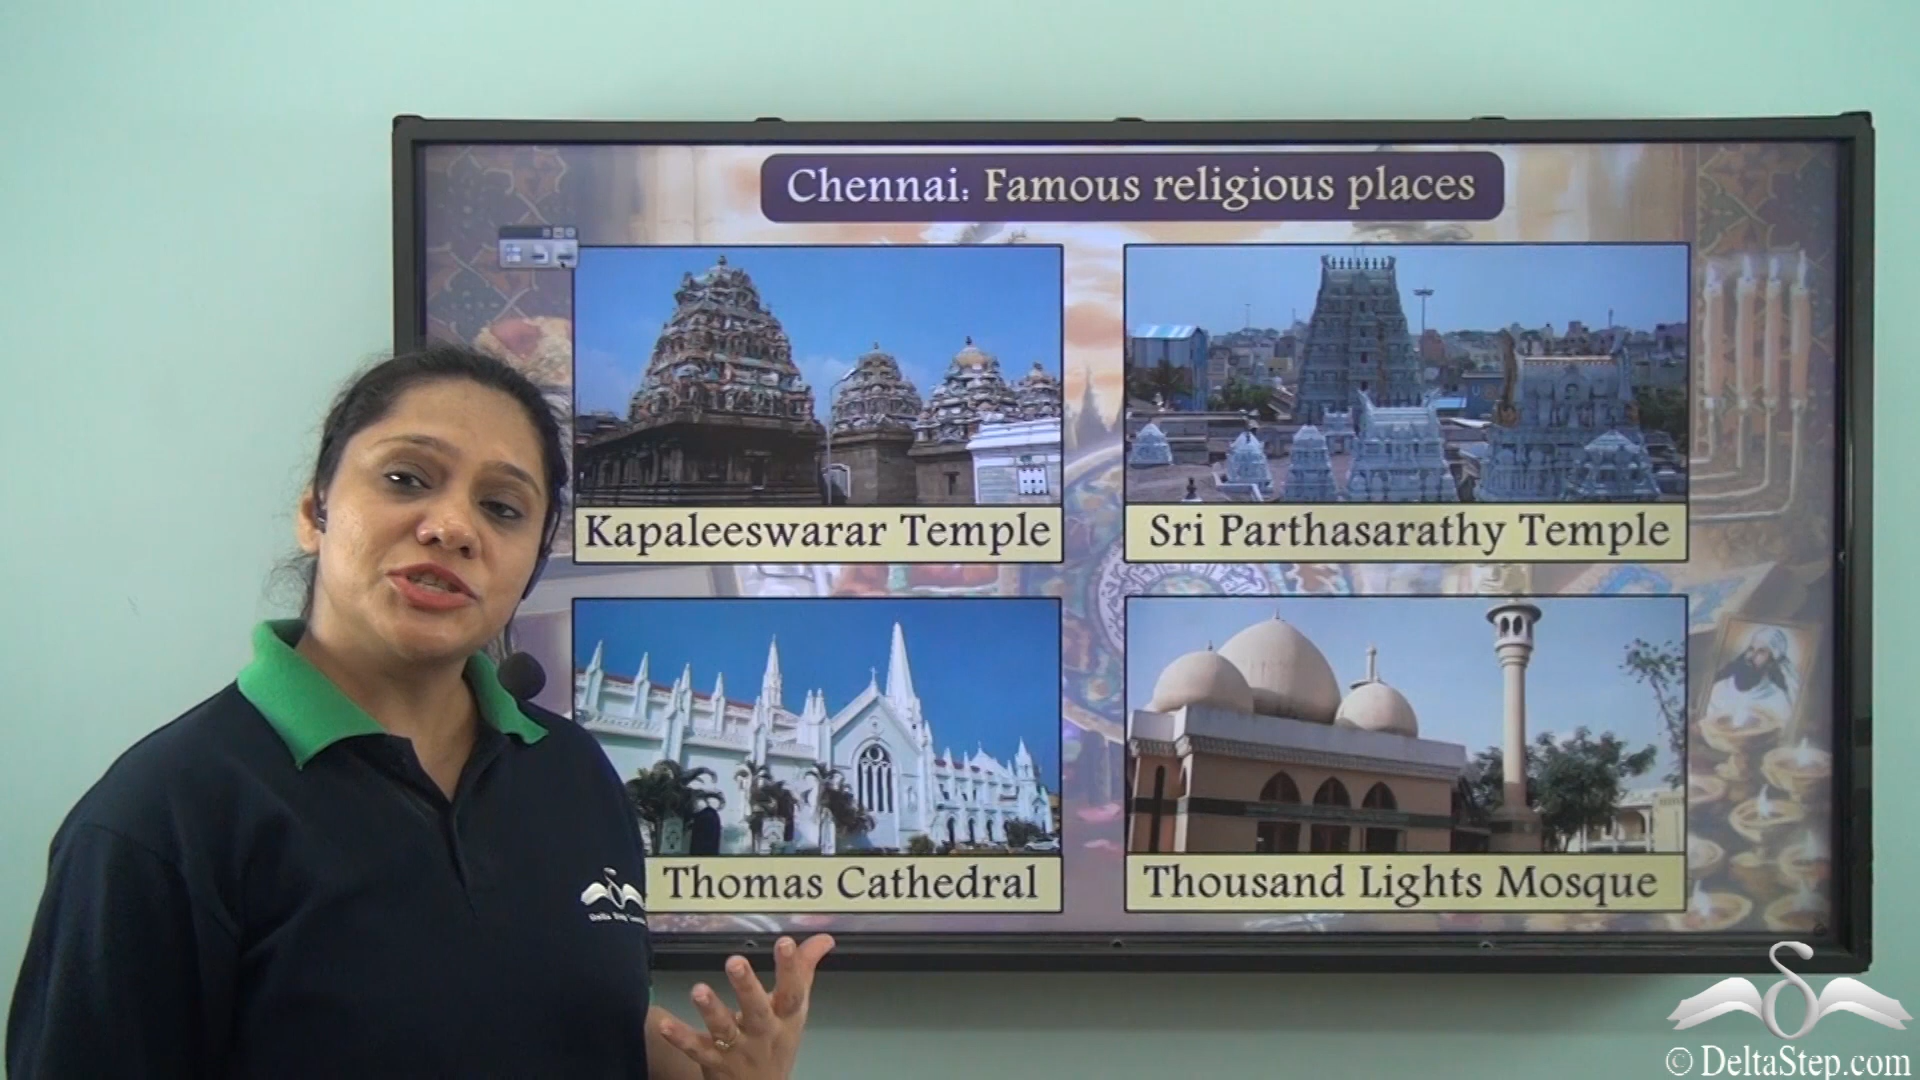 Chennai: Famous religious places
Kapaleeswarar Temple
Sri Parthasarathy Temple
. Thomas Cathedral
Thousand Lights Mosque
© DeltaStep.com